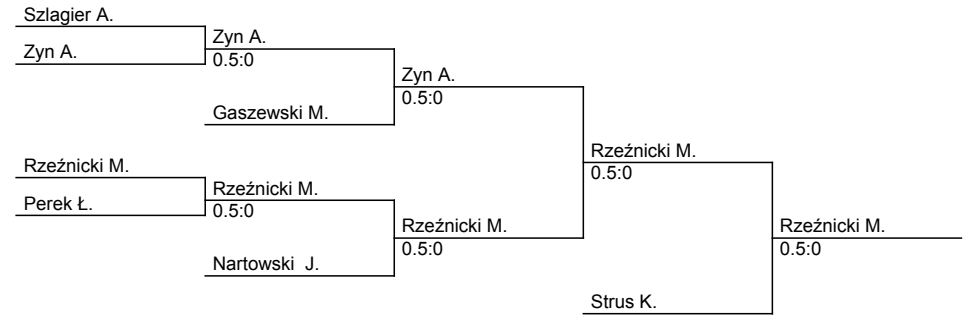 Szlagier A.
Zyn A.
Zyn A.
0.5:0
Zyn A.
0.5:0
Gaszewski M.
Rzeźnicki M.
0.5:0
Rzeźnicki M.
Perek Ł.
Rzeźnicki M.
0.5:0
Rzeźnicki M.
0.5:0
Rzeźnicki M.
0.5:0
Nartowski J.
Strus K.